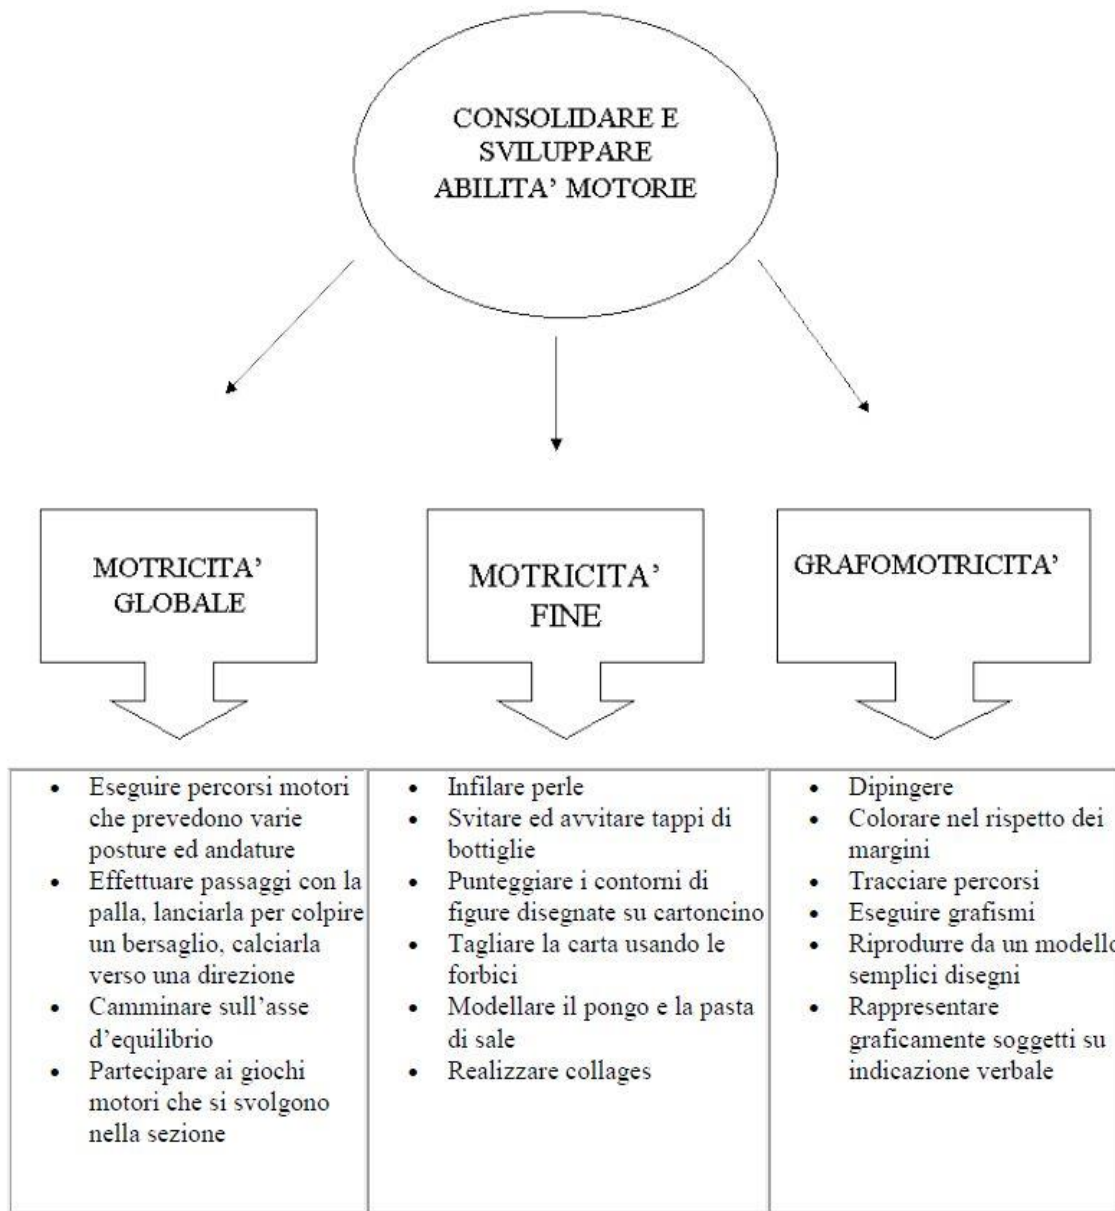 CONSOLIDARE E
SVILUPPARE
ABILITA' MOTORIE
MOTRICITA'
GLOBALE
MOTRICITA'
FINE
GRAFOMOTRICITA'
• Eseguire percorsi motori
che prevedono varie
posture ed andature
• Effettuare passaggi con la
palla, lanciarla per colpire
un bersaglio, calciarla
verso una direzione
• Camminare sull'asse
d'equilibrio
• Partecipare ai giochi
motori che si svolgono
nella sezione
• Infilare perle
• Svitare ed avvitare tappi di
bottiglie
• Punteggiare i contorni di
figure disegnate su cartoncino
• Tagliare la carta usando le
forbici
• Modellare il pongo e la pasta
di sale
• Realizzare collages
• Dipingere
• Colorare nel rispetto dei
margini
• Tracciare percorsi
• Eseguire grafismi
• Riprodurre da un modello
semplici disegni
• Rappresentare
graficamente soggetti su
indicazione verbale